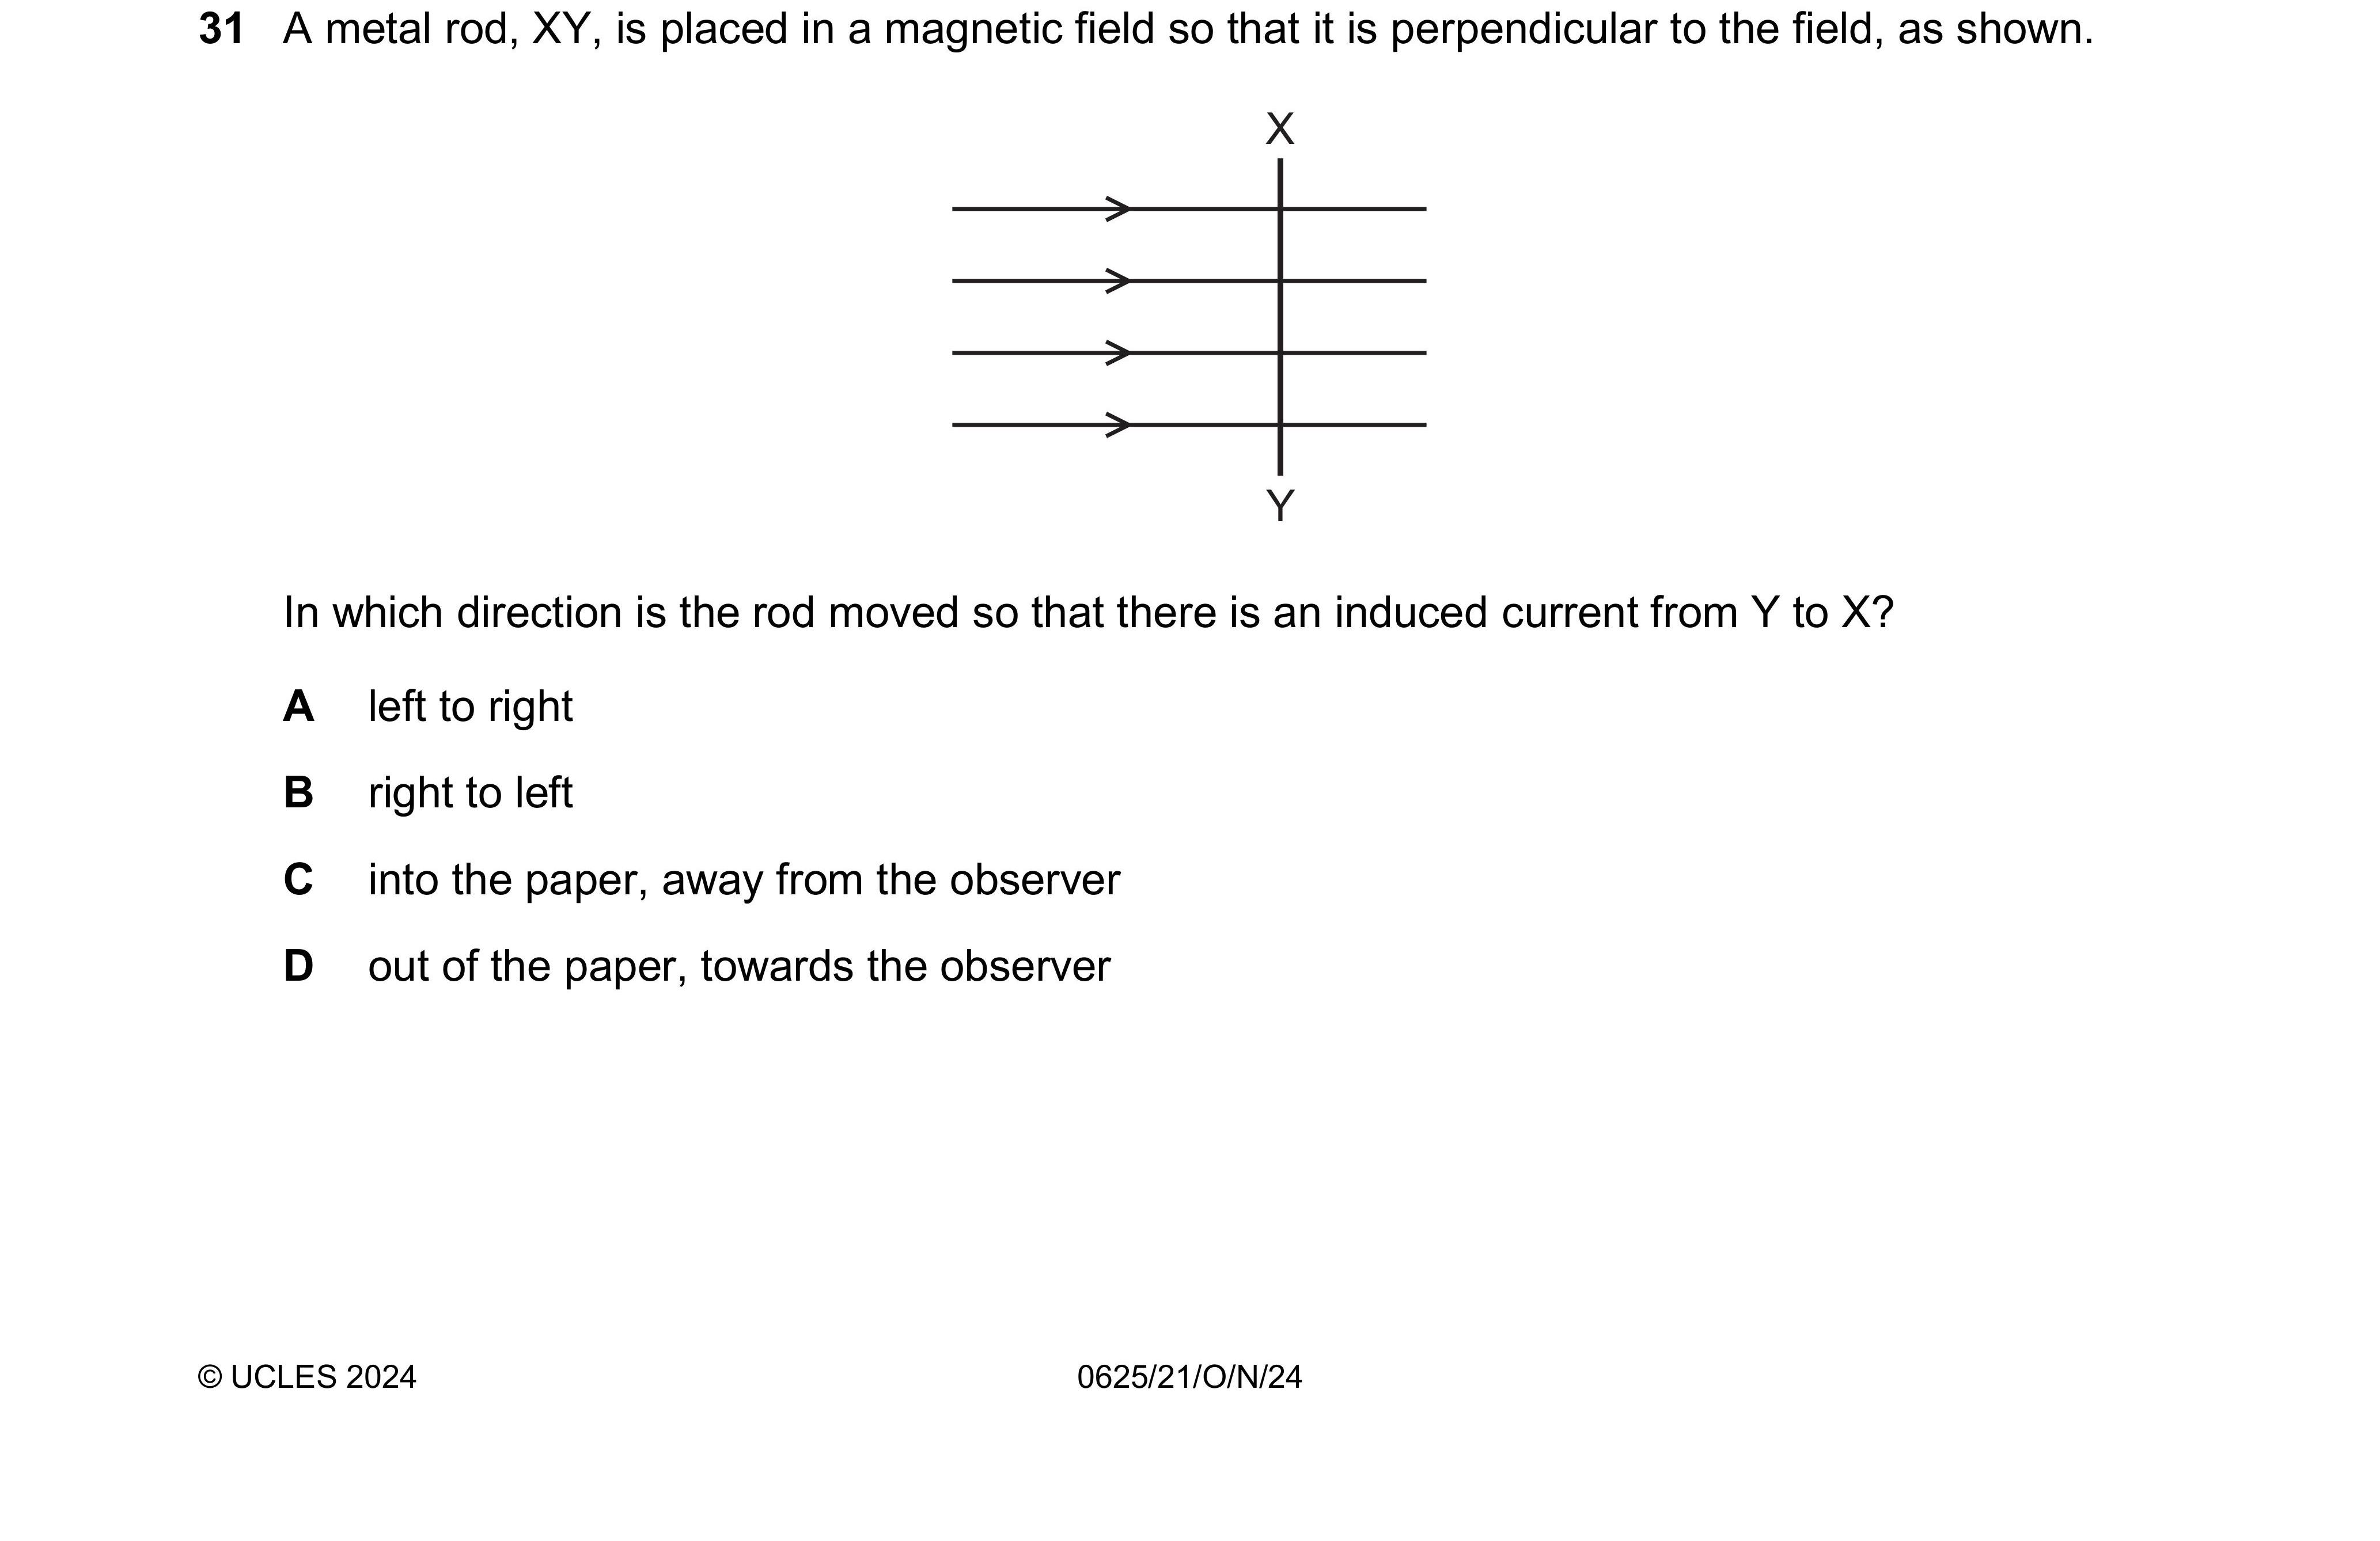 31 A metal rod, XY, is placed in a magnetic field so that it is perpendicular to the field, as shown.
X
Y
In which direction is the rod moved so that there is an induced current from Y to X?
A left to right
B right to left
C into the paper, away from the observer
D out of the paper, towards the observer
© UCLES 2024 0625/21/O/N/24